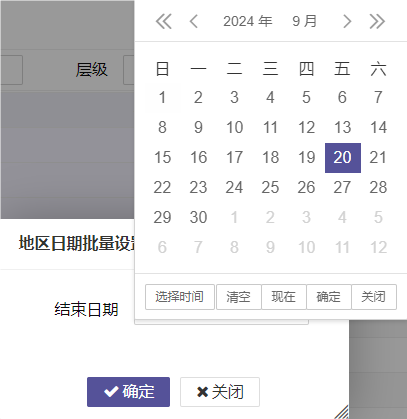 2024 年 9 月
层级
日 一 二 三 四 五 六
1 2 3 4 5 6 7
8 9 10 11 12 13 14
15 16 17 18 19 20 21
22 23 24 25 26 27 28
29 30 1 2 3 4 5
6 7 8 9 10 11 12
地区日期批量设
选择时间 清空 现在 确定 关闭
结束日期
确定 关闭